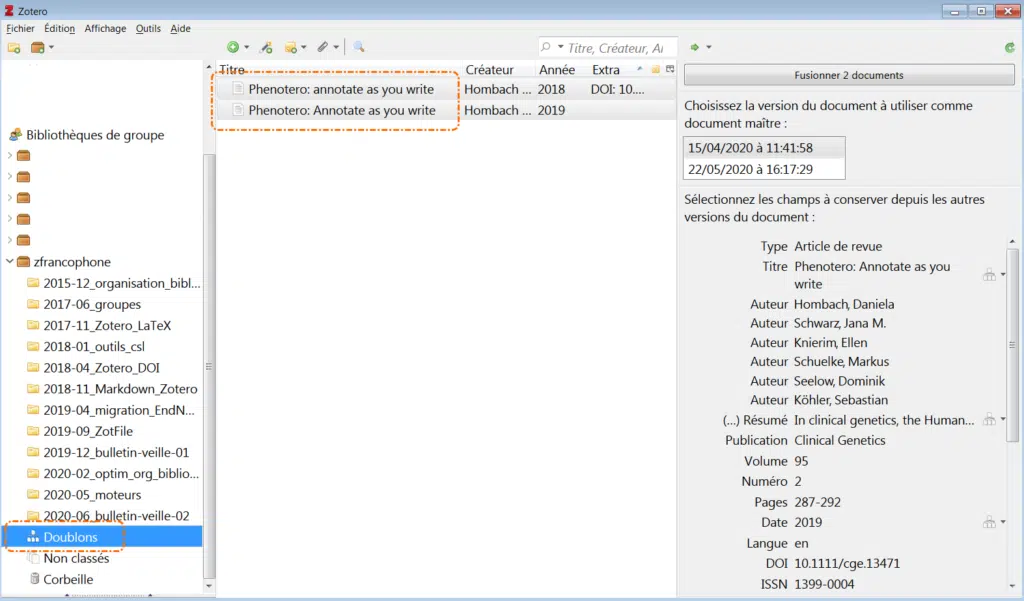 Zotero
Fichier Édition Affichage Outils Aide
Titre, Créateur, A
Bibliothèques de groupe
zfrancophone
2015-12_organisation_bibl...
2017-06_groupes
2017-11_Zotero_LaTeX
2018-01_outils_csl
2018-04_Zotero_DOI
2018-11_Markdown_Zotero
2019-04_migration_EndN...
2019-09_ZotFile
2019-12_bulletin-veille-01
2020-02_optim_org_biblio...
2020-05_moteurs
2020-06_bulletin-veille-02
Doublons
Non classés
Corbeille
Titre Créateur Année Extra
Phenotero: annotate as you write Hombach ... 2018 DOI: 10....
Phenotero: Annotate as you write Hombach ... 2019
Fusionner 2 documents
Choisissez la version du document à utiliser comme
document maître :
15/04/2020 à 11:41:58
22/05/2020 à 16:17:29
Sélectionnez les champs à conserver depuis les autres
versions du document :
Type Article de revue
Titre Phenotero: Annotate as you
write
Auteur Hombach, Daniela
Auteur Schwarz, Jana M.
Auteur Knierim, Ellen
Auteur Schuelke, Markus
Auteur Seelow, Dominik
Auteur Köhler, Sebastian
(...) Résumé In clinical genetics, the Human...
Publication Clinical Genetics
Volume 95
Numéro 2
Pages 287-292
Date 2019
Langue en
DOI 10.1111/cge.13471
ISSN 1399-0004